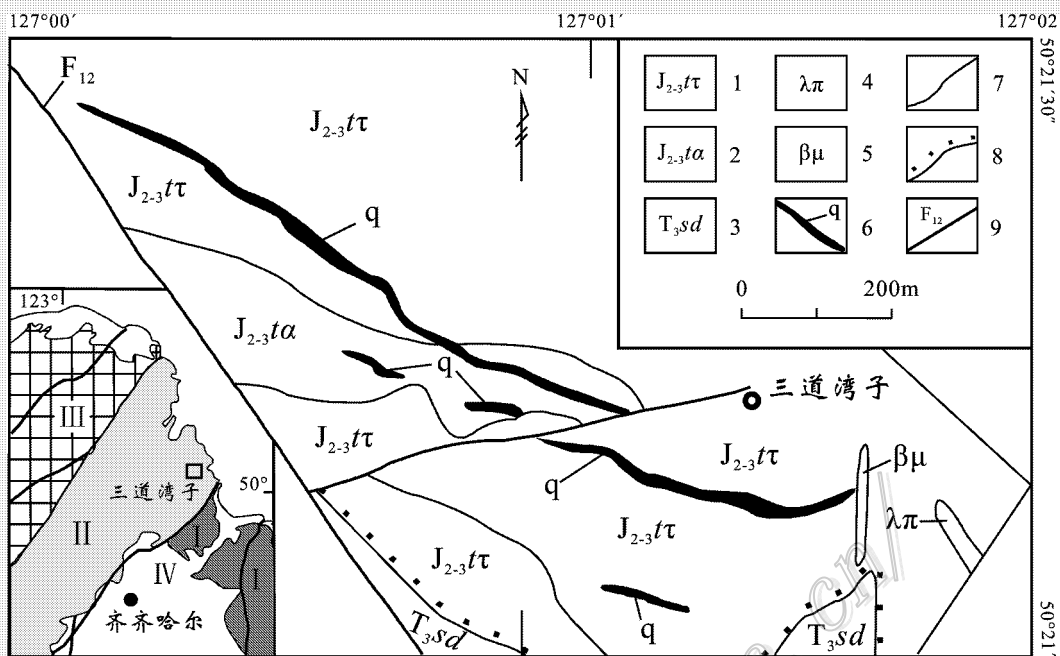 127°00′ 127°01′ 127°02
50°21′30″
F₁₂
N
J₂₋₃tτ
J₂₋₃tτ
q
J₂₋₃tτ 1
λπ 4
7
J₂₋₃tα 2
βμ 5
8
T₃sd 3
q 6
F₁₂ 9
0 200m
123°
J₂₋₃tα
q
三道湾子
III
J₂₋₃tτ
J₂₋₃tτ
βμ
三道湾子
50°
q
II
I
λπ
J₂₋₃tτ
IV
J₂₋₃tτ
I
齐齐哈尔
T₃sd
q
T₃sd
50°21′
cn